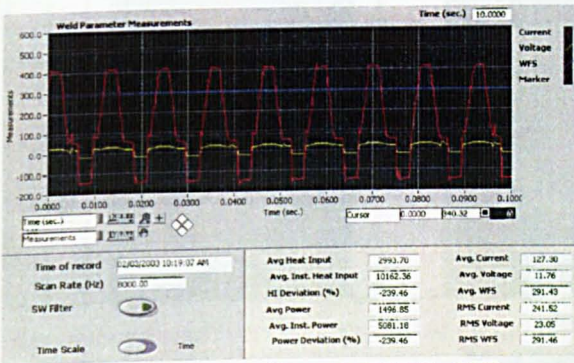 Weld Parameter Measurements
Time (sec.) 10.0000
Current
Voltage
WFS
Marker
Measurements
600.0
500.0
400.0
300.0
200.0
100.0
0.0
-100.0
-200.0
0.0000 0.0100 0.0200 0.0300 0.0400 0.0500 0.0600 0.0700 0.0800 0.0900 0.1000
Time (sec.)
Time (sec.)
Measurements
Cursor 0.0000 940.32
Time of record 10:19:07 AM
Scan Rate (Hz) 8000.00
SW Filter
Time Scale Time
Avg Heat Input 2993.70
Avg. Inst. Heat Input 10162.36
HI Deviation (%) -239.46
Avg Power 1496.85
Avg. Inst. Power 5081.18
Power Deviation (%) -239.46
Avg. Current 127.30
Avg. Voltage 11.76
Avg. WFS 291.43
RMS Current 241.52
RMS Voltage 23.05
RMS WFS 291.46